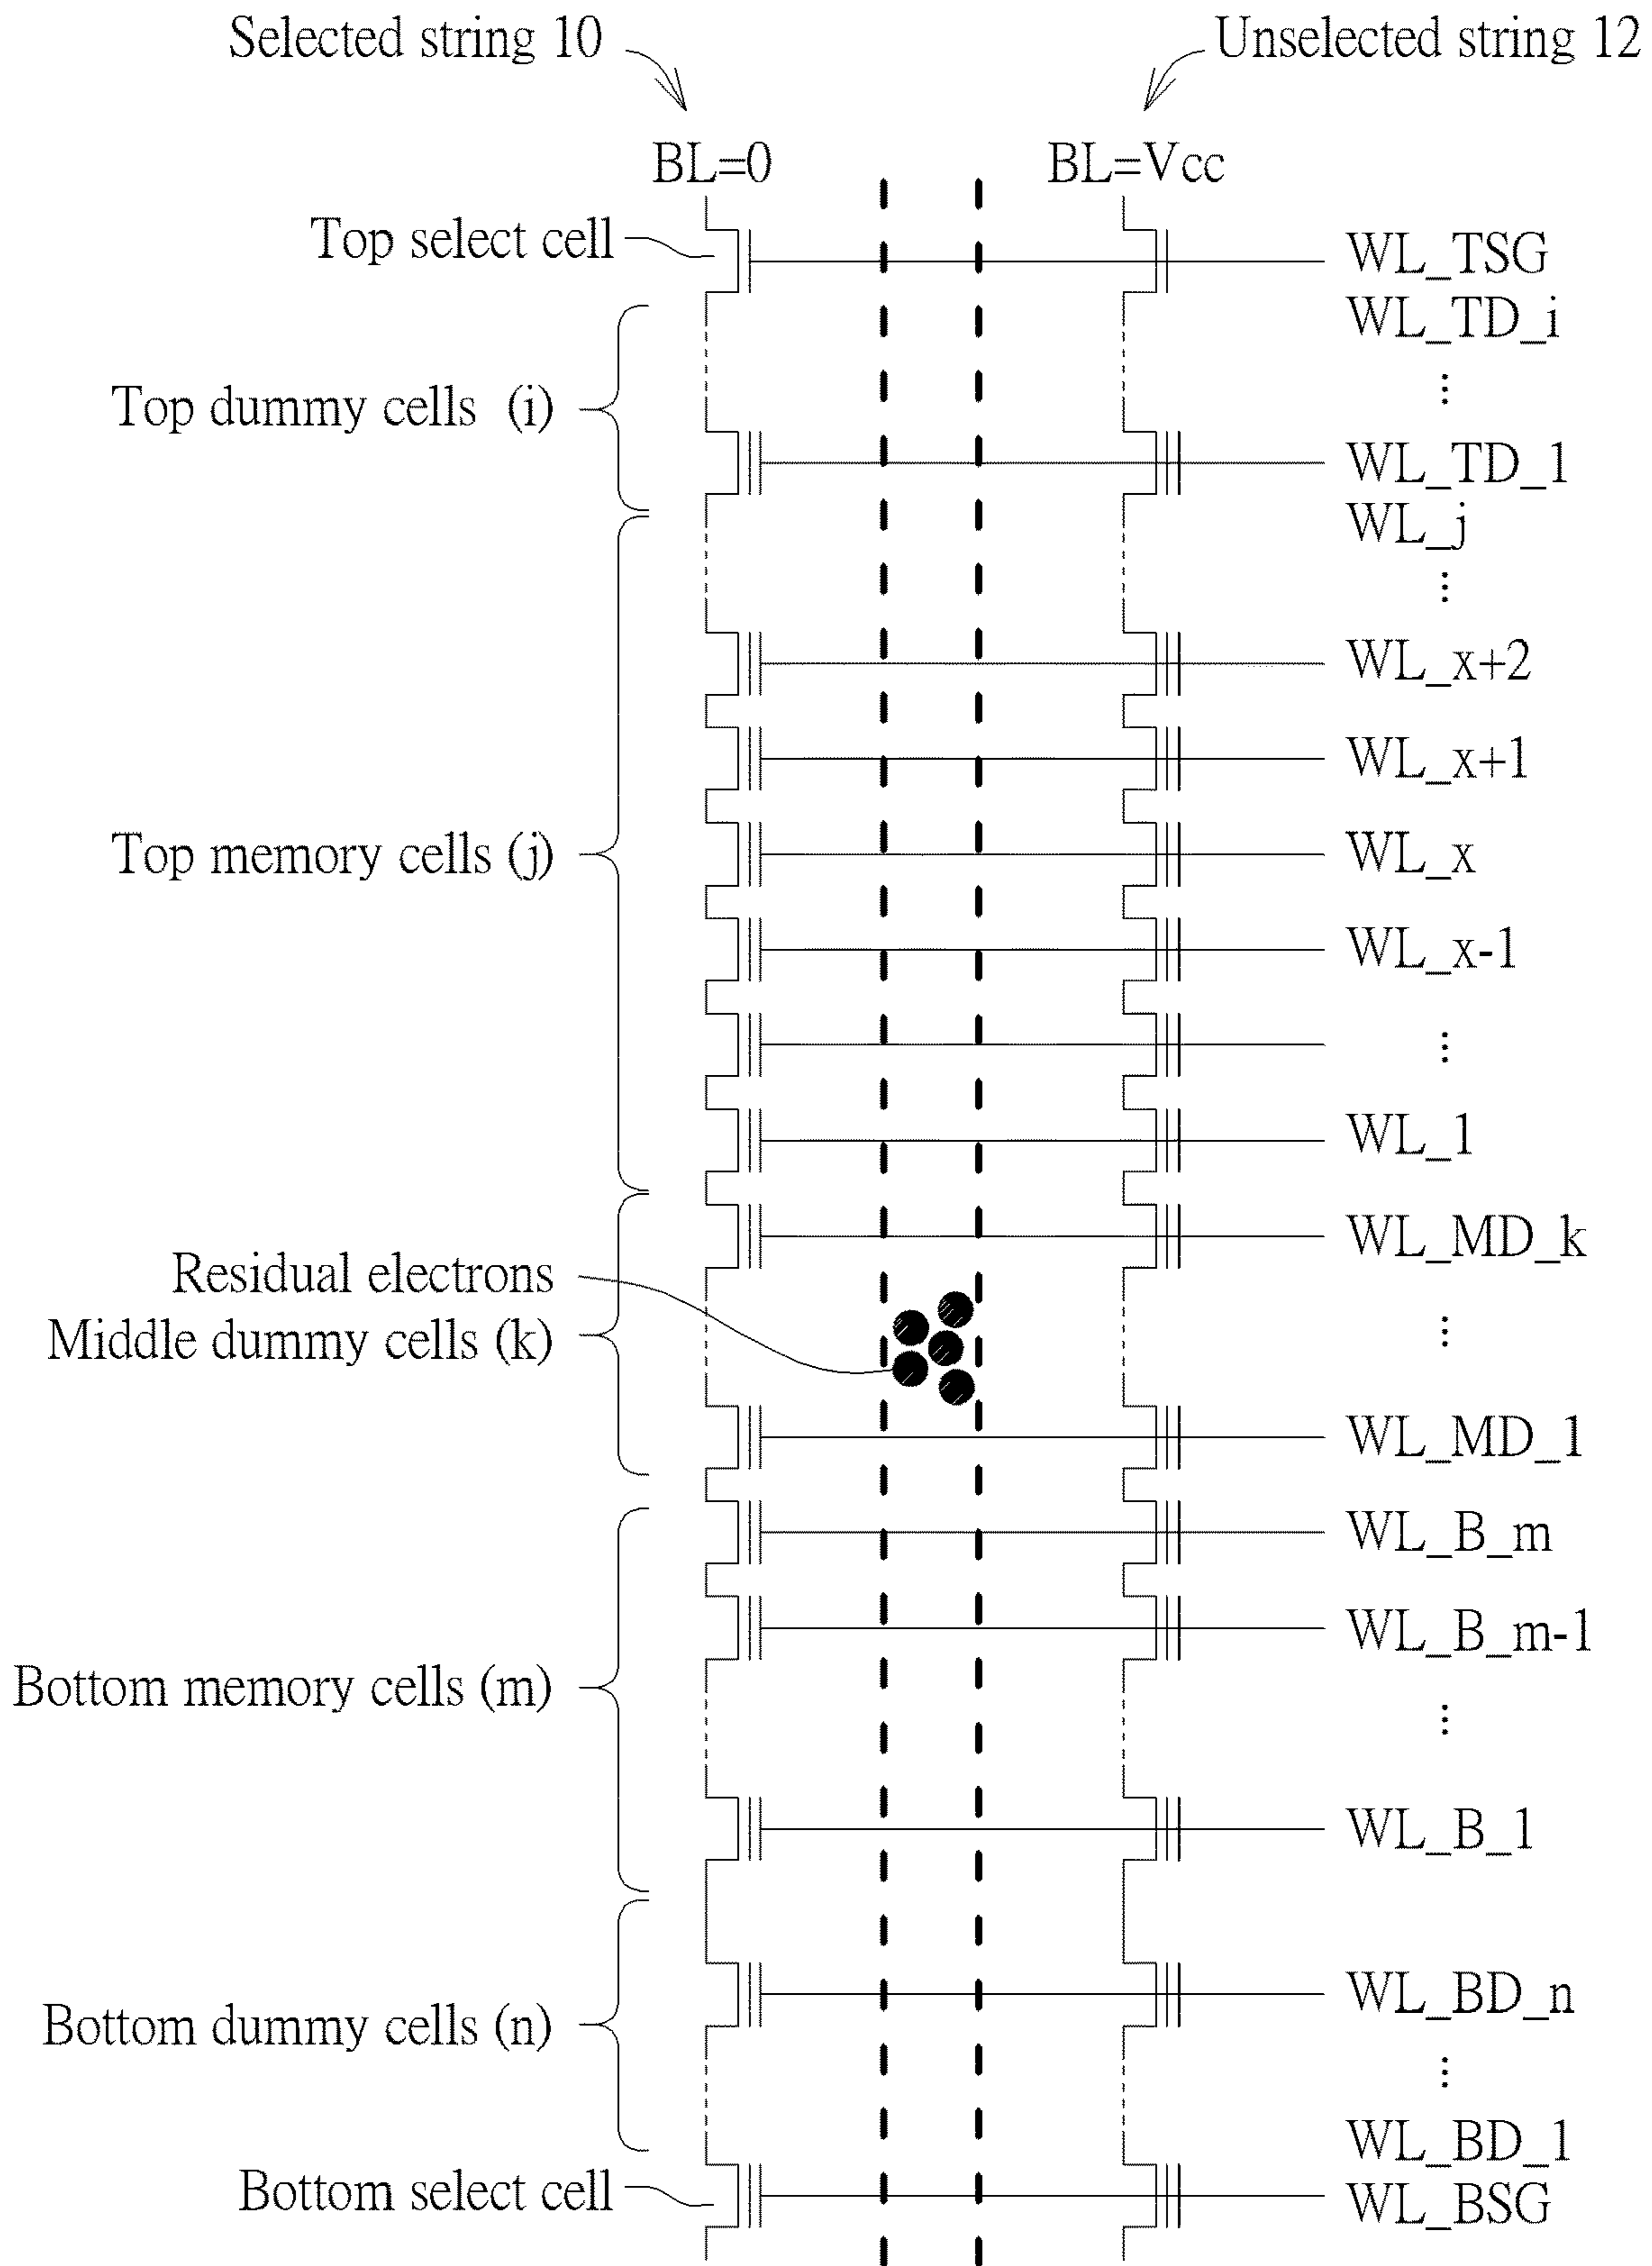 Selected string 10
Unselected string 12
BL=0
BL=Vcc
Top select cell
WL_TSG
WL_TD_i
⋮
Top dummy cells (i)
WL_TD_1
WL_j
⋮
WL_x+2
WL_x+1
Top memory cells (j)
WL_x
WL_x-1
⋮
WL_1
WL_MD_k
Residual electrons
⋮
Middle dummy cells (k)
WL_MD_1
WL_B_m
WL_B_m-1
Bottom memory cells (m)
⋮
WL_B_1
WL_BD_n
Bottom dummy cells (n)
⋮
WL_BD_1
Bottom select cell
WL_BSG